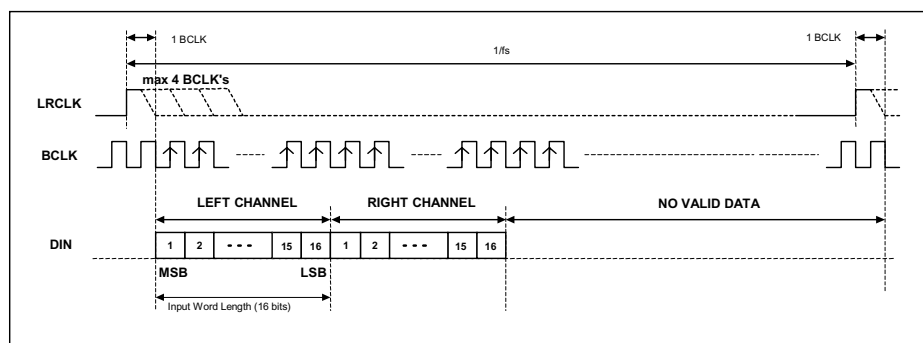 1 BCLK
1 BCLK
1/fs
max 4 BCLK's
LRCLK
BCLK
LEFT CHANNEL
RIGHT CHANNEL
NO VALID DATA
DIN
1 2 - - - 15 16 1 2 - - - 15 16
MSB
LSB
Input Word Length (16 bits)